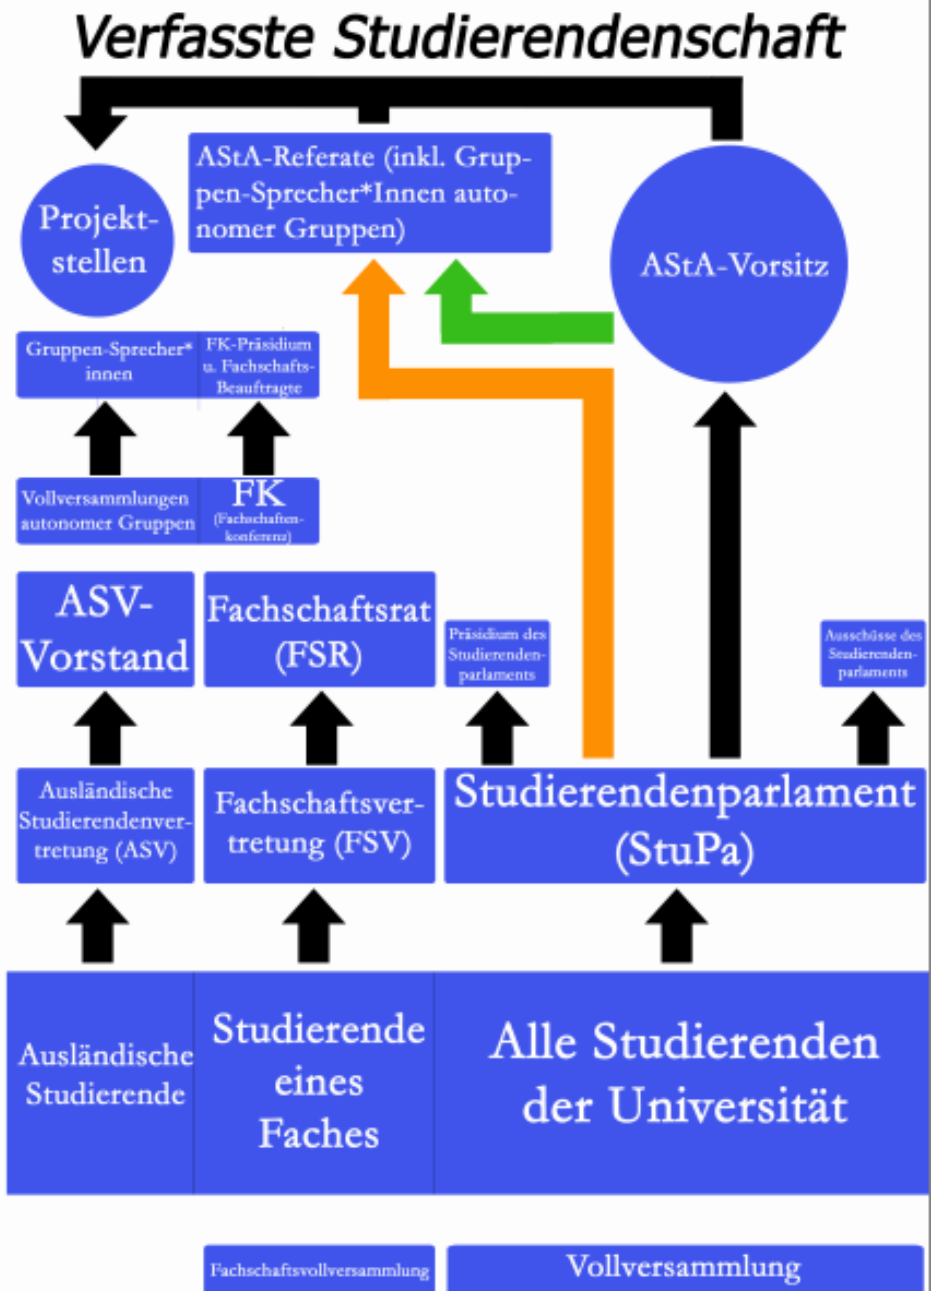 Verfasste Studierendenschaft
Projekt-
stellen
AStA-Referate (inkl. Grup-
pen-Sprecher*Innen auto-
nomer Gruppen)
AStA-Vorsitz
Gruppen-Sprecher*
innen
FK-Präsidium
u. Fachschafts-
Beauftragte
Vollversammlungen
autonomer Gruppen
FK
(Fachschaften-
konferenz)
ASV-
Vorstand
Fachschaftsrat
(FSR)
Präsidium des
Studierenden-
parlaments
Ausschüsse des
Studierenden-
parlaments
Ausländische
Studierendenver-
tretung (ASV)
Fachschaftsver-
tretung (FSV)
Studierendenparlament
(StuPa)
Ausländische
Studierende
Studierende
eines
Faches
Alle Studierenden
der Universität
Fachschaftsvollversammlung
Vollversammlung